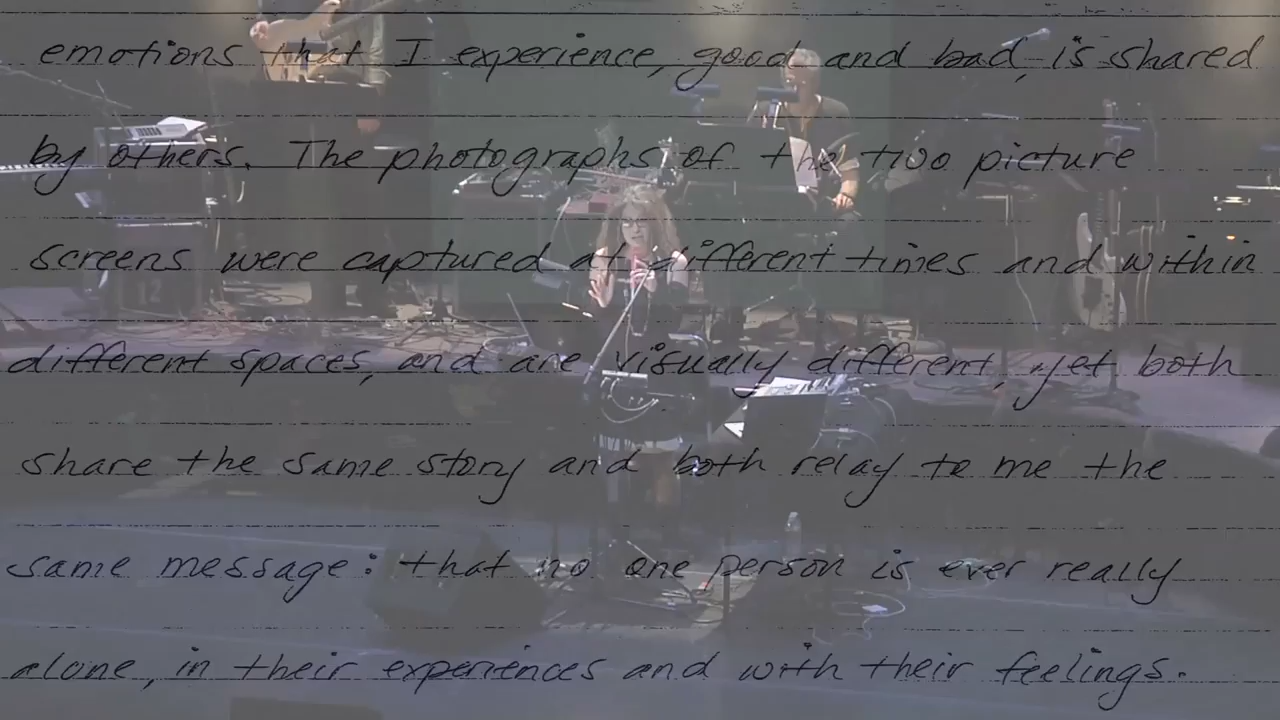 emotions that I experience, good and bad, is shared
by others. The photographs of the two picture
screens were captured at different times and within
different spaces, and are visually different, yet both
share the same story and both relay to me the
same message: that no one person is ever really
alone, in their experiences and with their feelings.